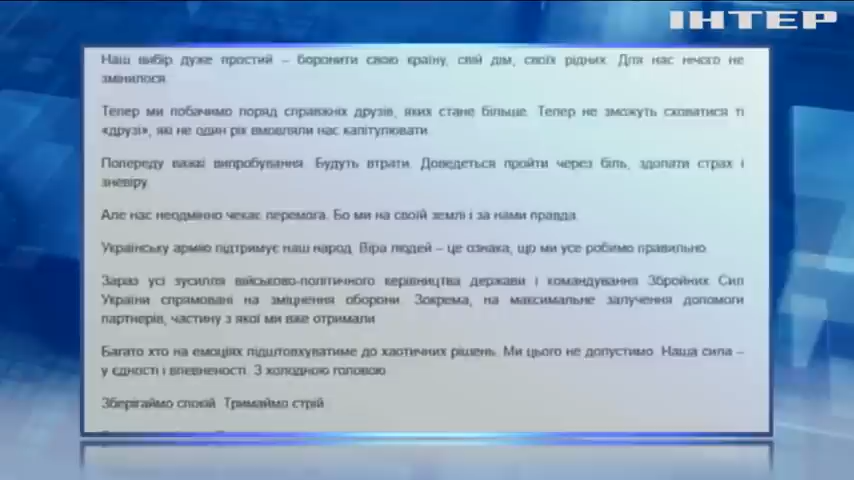 ІНТЕР
Наш вибір дуже простий – боронити свою країну, свій дім, своїх рідних. Для нас нічого не
змінилося.
Тепер ми побачимо поряд справжніх друзів, яких стане більше. Тепер не зможуть сховатися ті
«друзі», які не один рік вмовляли нас капітулювати.
Попереду важкі випробування. Будуть втрати. Доведеться пройти через біль, здолати страх і
зневіру.
Але нас неодмінно чекає перемога. Бо ми на своїй землі і за нами правда.
Українську армію підтримує наш народ. Віра людей – це ознака, що ми усе робимо правильно.
Зараз усі зусилля військово-політичного керівництва держави і командування Збройних Сил
України спрямовані на зміцнення оборони. Зокрема, на максимальне залучення допомоги
партнерів, частину з якої ми вже отримали.
Багато хто на емоціях підштовхуватиме до хаотичних рішень. Ми цього не допустимо. Наша сила –
у єдності і впевненості. З холодною головою.
Зберігаймо спокій. Тримаймо стрій.